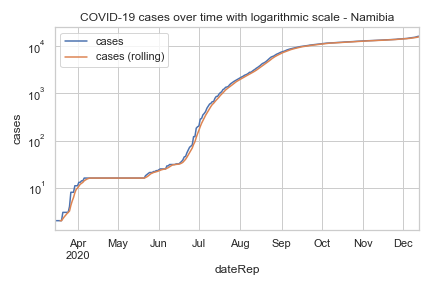 COVID-19 cases over time with logarithmic scale - Namibia
cases
cases (rolling)
10⁴
10³
10²
10¹
cases
Apr
2020
May
Jun
Jul
Aug
Sep
Oct
Nov
Dec
dateRep